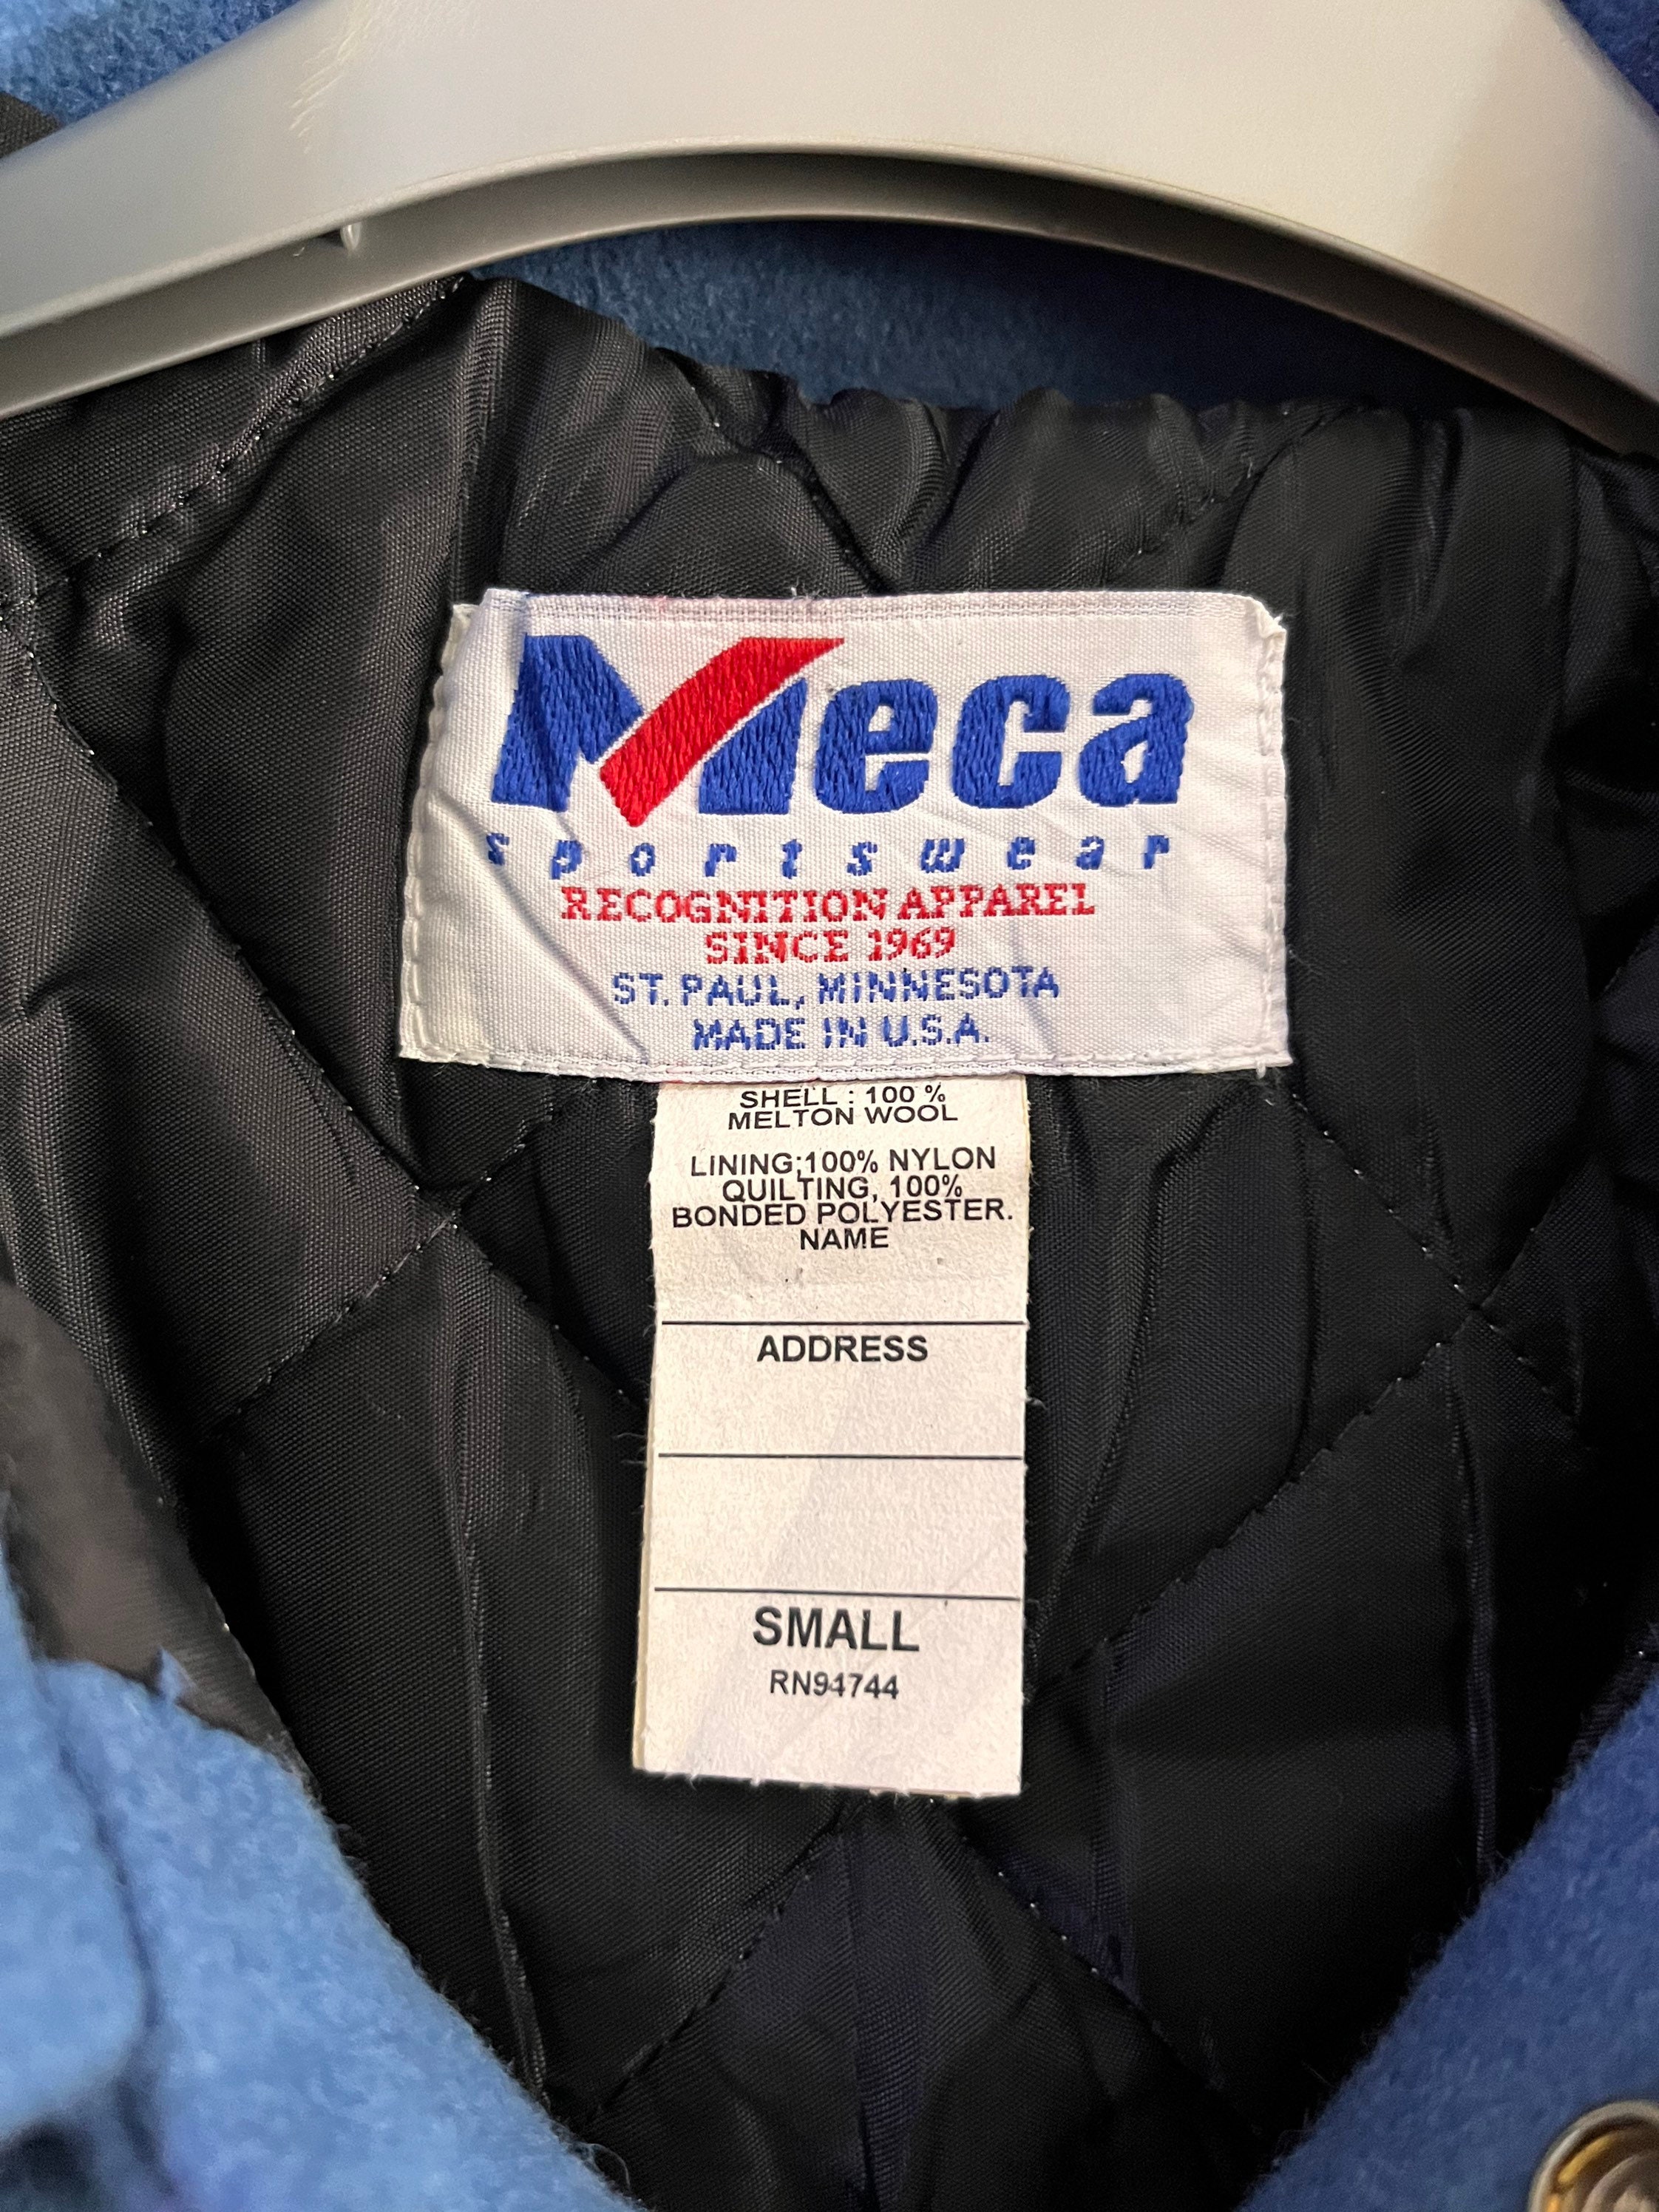 Meca
sportswear
RECOGNITION APPAREL
SINCE 1969
ST. PAUL, MINNESOTA
MADE IN U.S.A.
SHELL : 100 %
MELTON WOOL
LINING;100% NYLON
QUILTING, 100%
BONDED POLYESTER.
NAME
ADDRESS
SMALL
RN94744